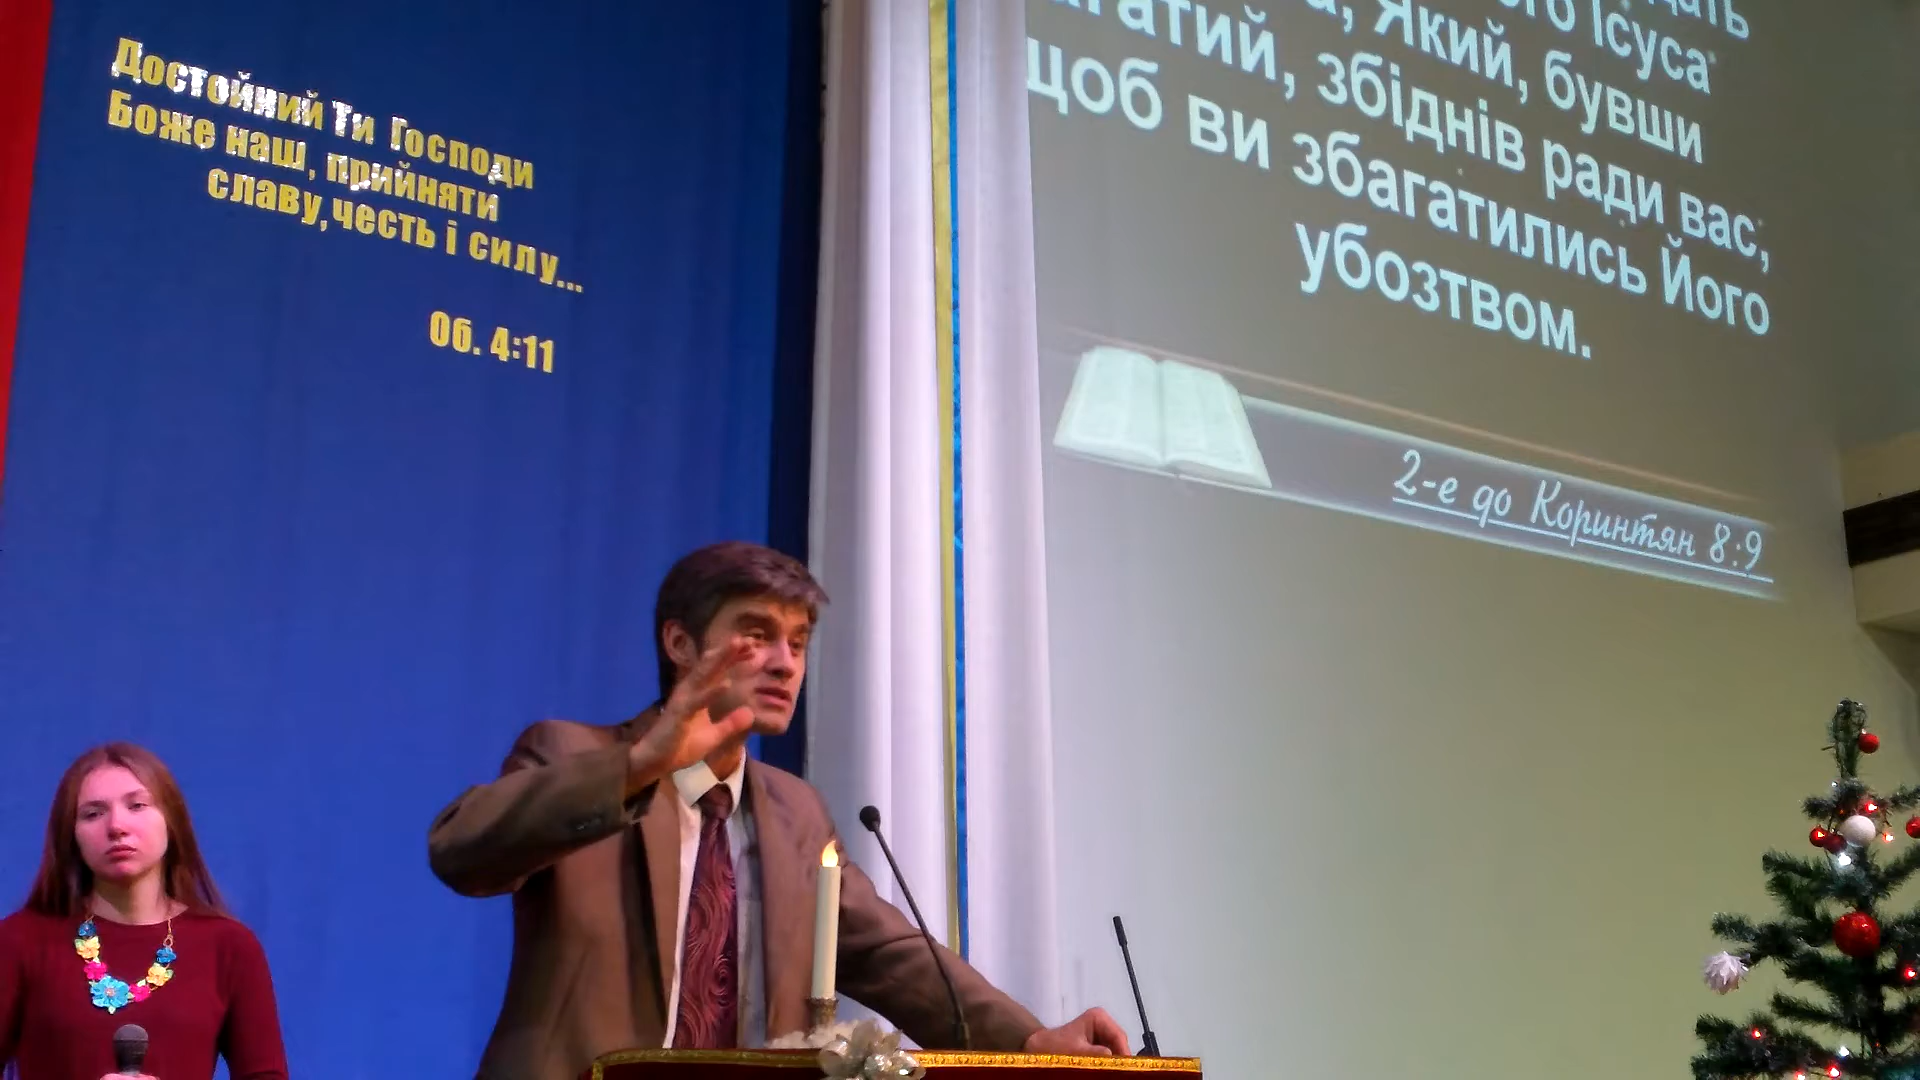 Достойний Ти Господи
Боже наш, прийняти
славу, честь і силу...
Об. 4:11
Ісуса
Який, бувши
збіднів ради вас,
щоб ви збагатились Його
убозтвом.
2-е до Коринтян 8:9